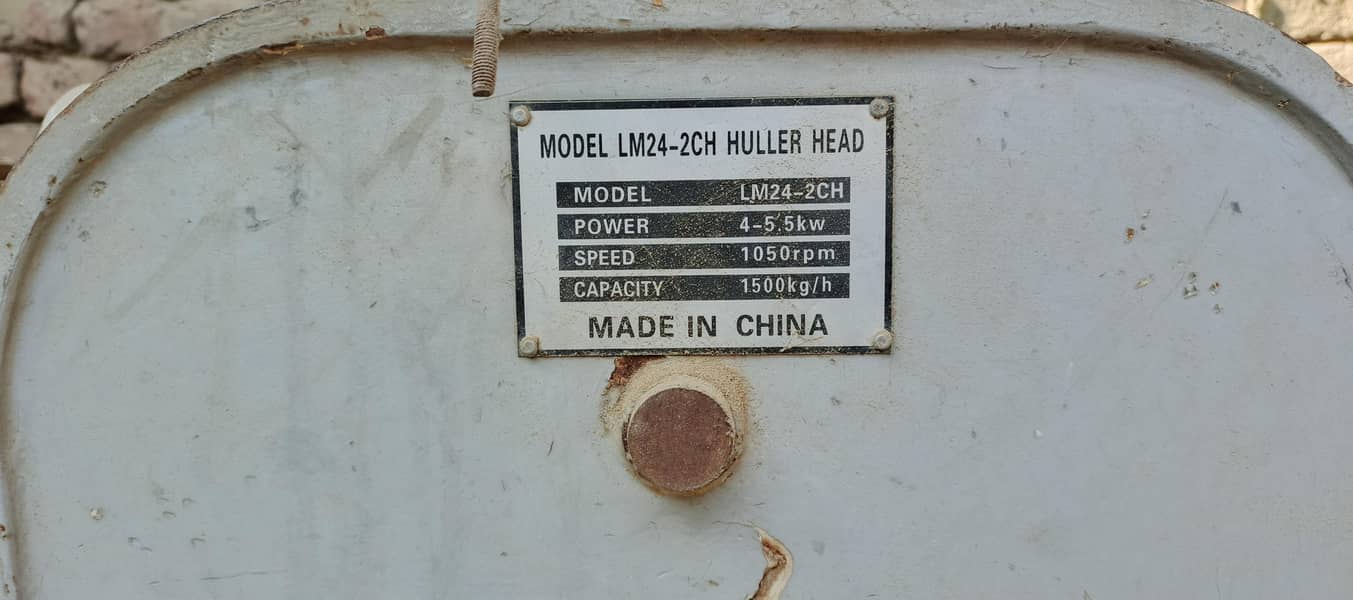 MODEL LM24-2CH HULLER HEAD
MODEL LM24-2CH
POWER 4-5.5kw
SPEED 1050rpm
CAPACITY 1500kg/h
MADE IN CHINA